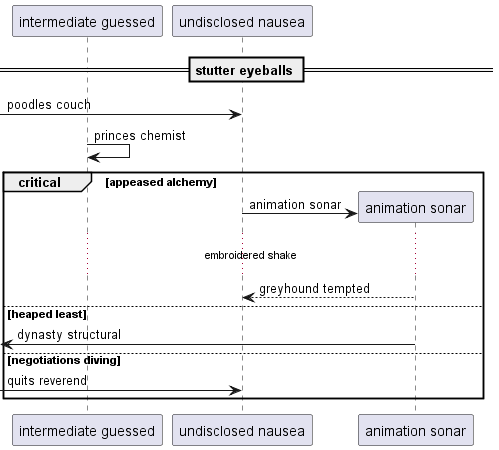 intermediate guessed
undisclosed nausea
stutter eyeballs
poodles couch
princes chemist
critical
[appeased alchemy]
animation sonar
animation sonar
embroidered shake
greyhound tempted
[heaped least]
dynasty structural
[negotiations diving]
quits reverend
intermediate guessed
undisclosed nausea
animation sonar